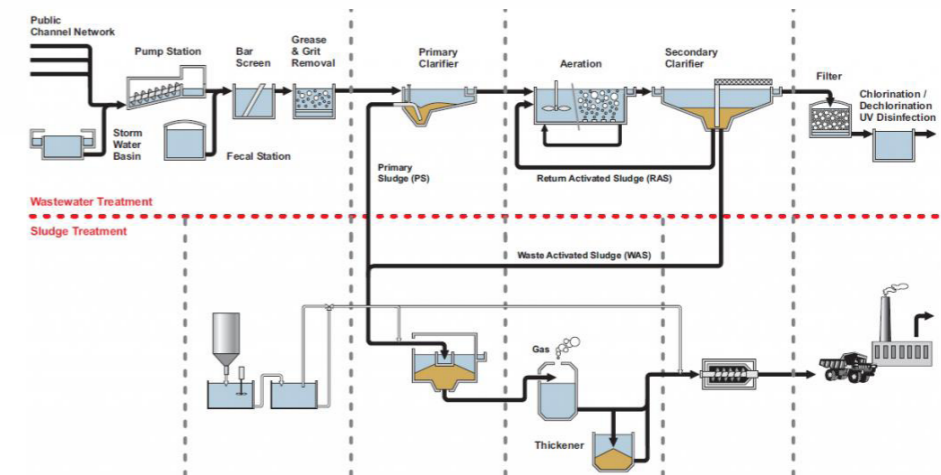 Public
Channel Network
Pump Station
Bar
Screen
Grease
& Grit
Removal
Primary
Clarifier
Aeration
Secondary
Clarifier
Filter
Chlorination /
Dechlorination
UV Disinfection
Storm
Water
Basin
Fecal Station
Primary
Sludge (PS)
Return Activated Sludge (RAS)
Wastewater Treatment
Sludge Treatment
Waste Activated Sludge (WAS)
Gas
Thickener